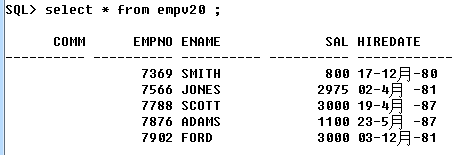 SQL> select * from empv20 ;
COMM EMPNO ENAME SAL HIREDATE
---------- ---------- ---------- ---------- --------------
7369 SMITH 800 17-12月-80
7566 JONES 2975 02-4月 -81
7788 SCOTT 3000 19-4月 -87
7876 ADAMS 1100 23-5月 -87
7902 FORD 3000 03-12月-81